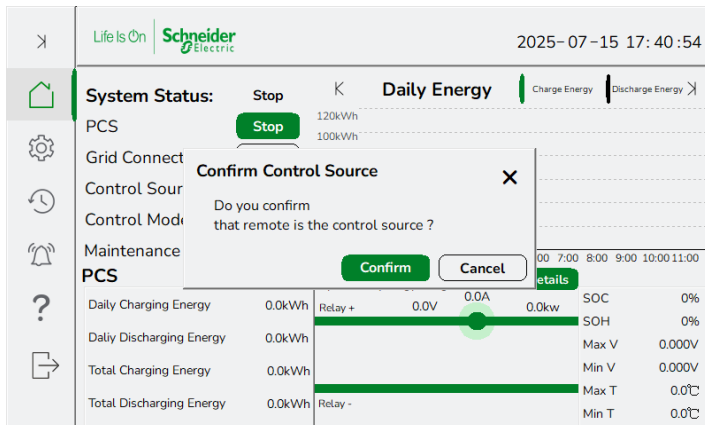 Life Is On
Schneider
Electric
2025-07-15 17:40:54
System Status:
Stop
Daily Energy
Charge Energy
Discharge Energy
PCS
Stop
120kWh
100kWh
Grid Connect
Control Sour
Control Mode
Maintenance
Confirm Control Source
Do you confirm
that remote is the control source ?
Confirm
Cancel
00 7:00 8:00 9:00 10:00 11:00
PCS
etails
Daily Charging Energy 0.0kWh
Daliy Discharging Energy 0.0kWh
Total Charging Energy 0.0kWh
Total Discharging Energy 0.0kWh
Relay +
0.0V
0.0A
0.0kw
Relay -
SOC 0%
SOH 0%
Max V 0.000V
Min V 0.000V
Max T 0.0℃
Min T 0.0℃